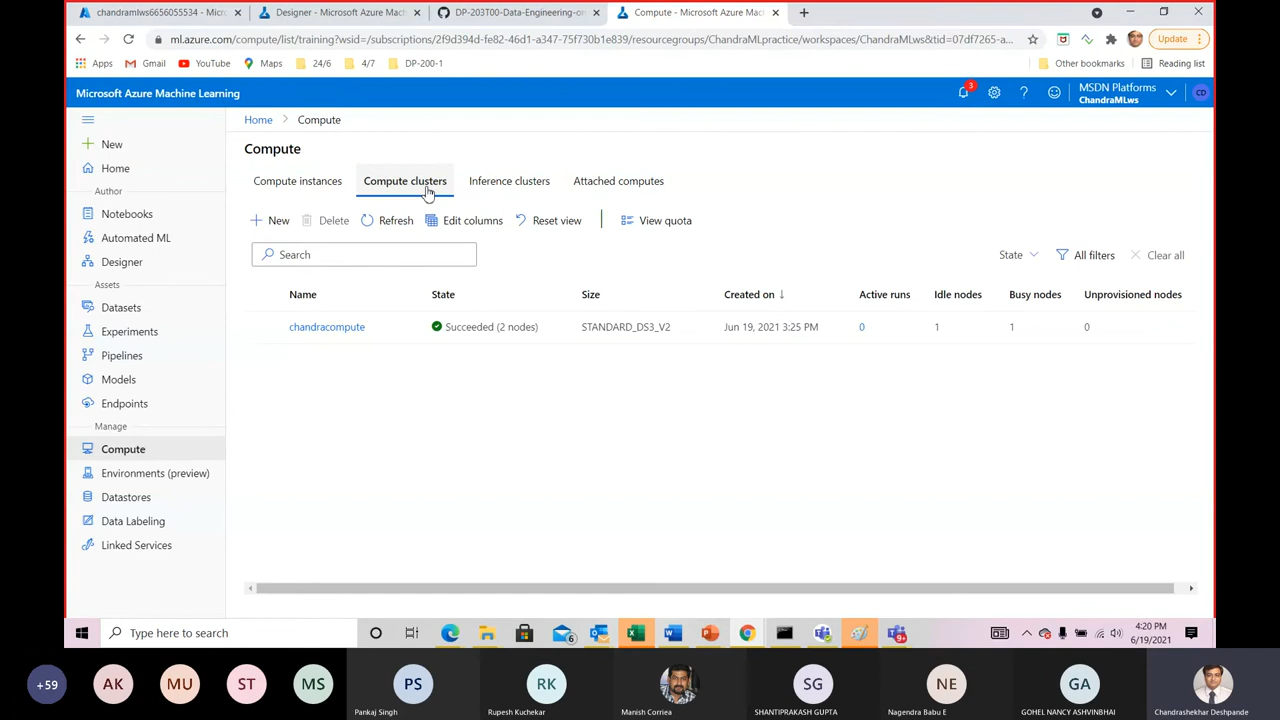 chandramlws6656055534 - Micro
Designer - Microsoft Azure Machine
DP-203T00-Data-Engineering-on
Compute - Microsoft Azure Machi
ml.azure.com/compute/list/training?wsid=/subscriptions/2f9d394d-fe82-46d1-a347-75f730b1e839/resourcegroups/ChandraMLpractice/workspaces/ChandraMLws&tid=07df7265-a...
Update
Apps
Gmail
YouTube
Maps
24/6
4/7
DP-200-1
Other bookmarks
Reading list
Microsoft Azure Machine Learning
3
MSDN Platforms
ChandraMLws
CD
Home > Compute
New
Home
Author
Notebooks
Automated ML
Designer
Assets
Datasets
Experiments
Pipelines
Models
Endpoints
Manage
Compute
Environments (preview)
Datastores
Data Labeling
Linked Services
Compute
Compute instances
Compute clusters
Inference clusters
Attached computes
New
Delete
Refresh
Edit columns
Reset view
View quota
Search
State
All filters
Clear all
Name State Size Created on ↓ Active runs Idle nodes Busy nodes Unprovisioned nodes
chandracompute Succeeded (2 nodes) STANDARD_DS3_V2 Jun 19, 2021 3:25 PM 0 1 1 0
Type here to search
6
9+
4:20 PM
6/19/2021
+59
AK
MU
ST
MS
PS
Pankaj Singh
RK
Rupesh Kuchekar
Manish Correia
SG
SHANTIPRAKASH GUPTA
NE
Nagendra Babu E
GA
GOHEL NANCY ASHVINBHAI
Chandrashekhar Deshpande